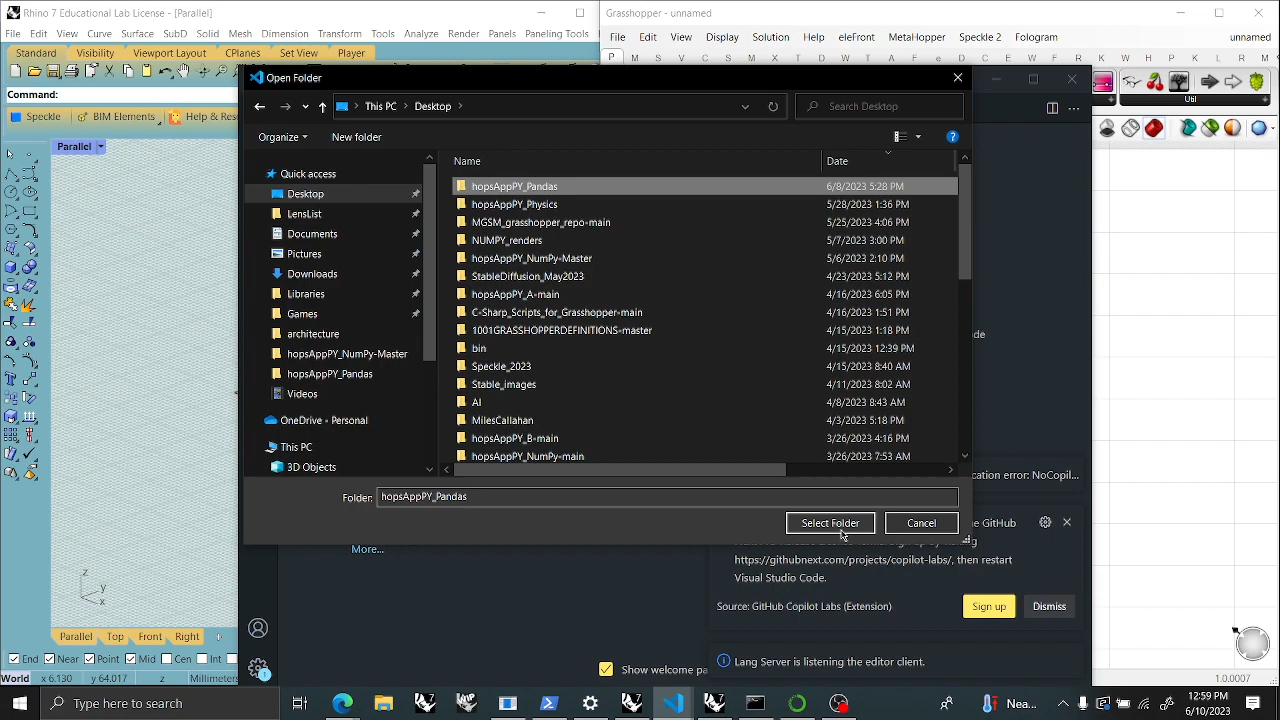 Rhino 7 Educational Lab License - [Parallel]
Grasshopper - unnamed
File Edit View Curve Surface SubD Solid Mesh Dimension Transform Tools Analyze Render Panels Paneling Tools
File Edit View Display Solution Help eleFront MetaHopper Speckle 2 Fologram unnamed
Standard Visibility Viewport Layout CPlanes Set View Player
P M S V C S M I T D
Util
Command:
Speckle BIM Elements Help & Res
Parallel
Open Folder
This PC Desktop
Search Desktop
Organize New folder
Name Date
Quick access
Desktop
LensList
Documents
Pictures
Downloads
Libraries
Games
architecture
hopsAppPY_NumPy-Master
hopsAppPY_Pandas
Videos
OneDrive - Personal
This PC
3D Objects
hopsAppPY_Pandas 6/8/2023 5:28 PM
hopsAppPY_Physics 5/28/2023 1:36 PM
MGSM_grasshopper_repo-main 5/25/2023 4:06 PM
NUMPY_renders 5/7/2023 3:00 PM
hopsAppPY_NumPy-Master 5/6/2023 2:10 PM
StableDiffusion_May2023 4/23/2023 5:12 PM
hopsAppPY_A-main 4/16/2023 6:05 PM
C-Sharp_Scripts_for_Grasshopper-main 4/16/2023 1:51 PM
1001GRASSHOPPERDEFINITIONS-master 4/15/2023 1:18 PM
bin 4/15/2023 12:39 PM
Speckle_2023 4/15/2023 8:40 AM
Stable_images 4/11/2023 8:02 AM
AI 4/8/2023 8:43 AM
MilesCallahan 4/3/2023 5:18 PM
hopsAppPY_B-main 3/26/2023 4:16 PM
hopsAppPY_NumPy-main 3/26/2023 7:53 AM
Folder: hopsAppPY_Pandas
Select Folder Cancel
de
ication error: NoCopil...
e GitHub
https://githubnext.com/projects/copilot-labs/, then restart
Visual Studio Code.
Source: GitHub Copilot Labs (Extension)
Sign up Dismiss
More...
Show welcome pa
Lang Server is listening the editor client.
z
y
x
Parallel Top Front Right
End Near Point Mid Cen Int
World x 6.130 y 64.017 z Millimeters
1
1.0.0007
Type here to search
Nea...
12:59 PM
6/10/2023